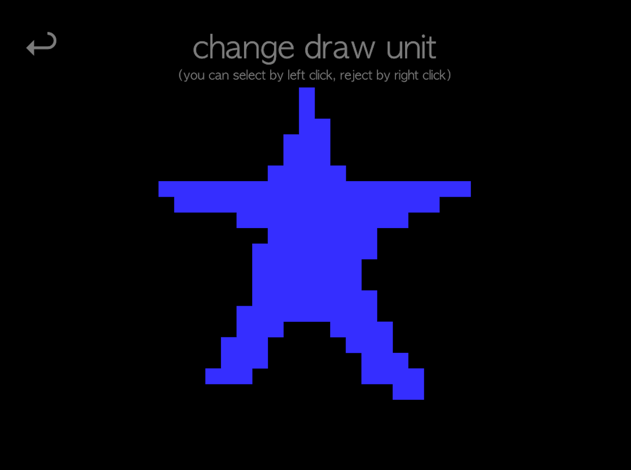 change draw unit
(you can select by left click, reject by right click)